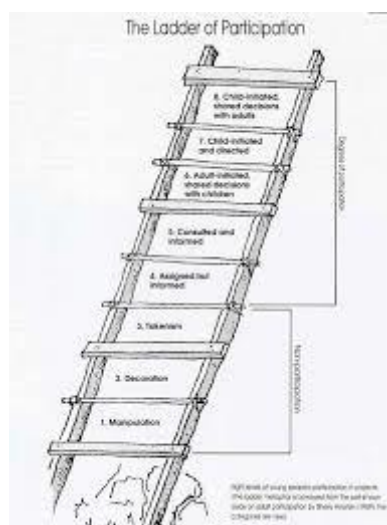 The Ladder of Participation
8. Child-initiated,
shared decisions
with adults
7. Child-initiated
and directed
6. Adult-initiated,
shared decisions
with children
5. Consulted and
informed
4. Assigned but
informed
3. Tokenism
2. Decoration
1. Manipulation
Degrees of participation
Non-participation